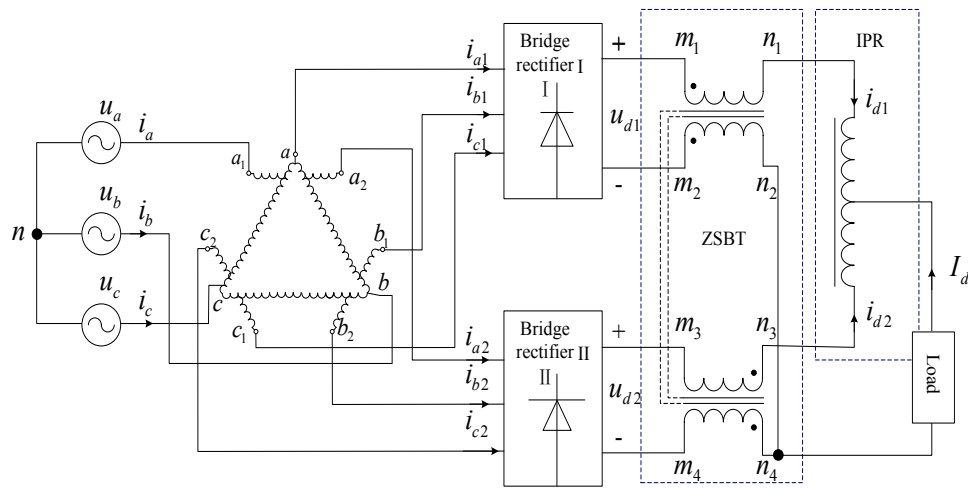 Bridge
rectifier I
I
+
-
u_d1
m_1
n_1
m_2
n_2
IPR
i_d1
i_a1
i_b1
i_c1
u_a
i_a
a_1
a
a_2
u_b
i_b
n
c_2
b_1
ZSBT
u_c
i_c
c
b
I_d
c_1
b_2
i_d2
i_a2
i_b2
i_c2
Bridge
rectifier II
II
+
-
u_d2
m_3
n_3
m_4
n_4
Load